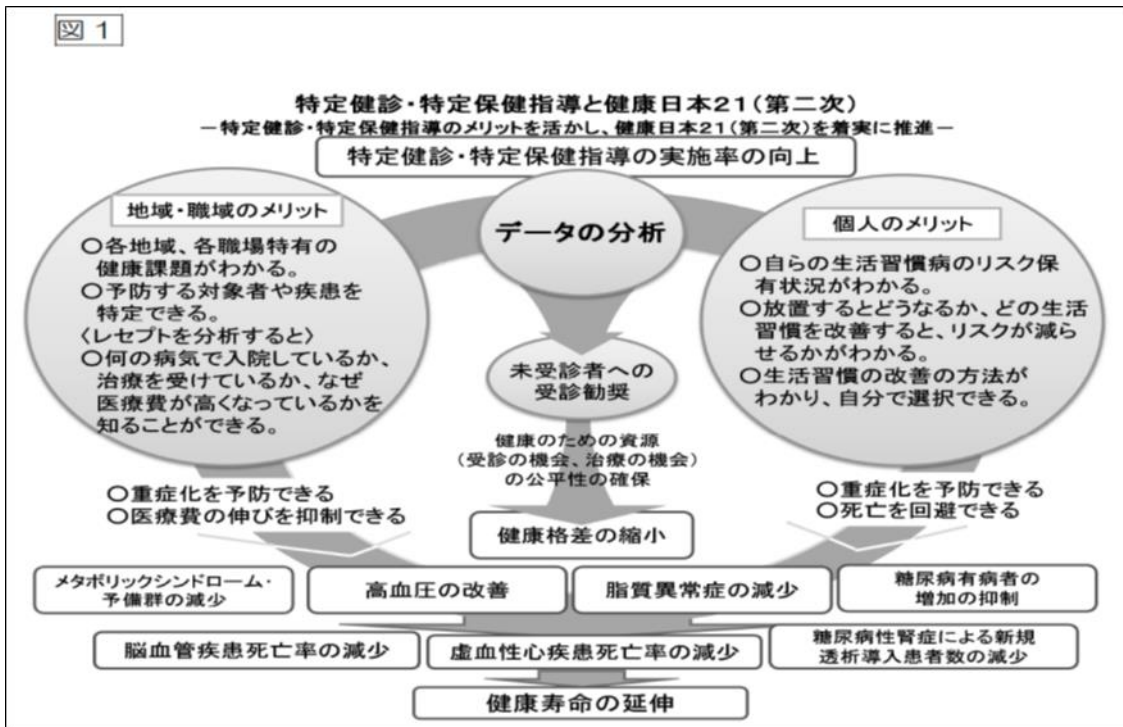 図 1
特定健診・特定保健指導と健康日本21(第二次)
－特定健診・特定保健指導のメリットを活かし、健康日本21(第二次)を着実に推進－
特定健診・特定保健指導の実施率の向上
地域・職域のメリット
○各地域、各職場特有の
健康課題がわかる。
○予防する対象者や疾患を
特定できる。
〈レセプトを分析すると〉
○何の病気で入院しているか、
治療を受けているか、なぜ
医療費が高くなっているかを
知ることができる。
データの分析
個人のメリット
○自らの生活習慣病のリスク保
有状況がわかる。
○放置するとどうなるか、どの生活
習慣を改善すると、リスクが減ら
せるかがわかる。
○生活習慣の改善の方法が
わかり、自分で選択できる。
未受診者への
受診勧奨
健康のための資源
(受診の機会、治療の機会)
の公平性の確保
○重症化を予防できる
○医療費の伸びを抑制できる
○重症化を予防できる
○死亡を回避できる
健康格差の縮小
メタボリックシンドローム・
予備群の減少
高血圧の改善
脂質異常症の減少
糖尿病有病者の
増加の抑制
脳血管疾患死亡率の減少
虚血性心疾患死亡率の減少
糖尿病性腎症による新規
透析導入患者数の減少
健康寿命の延伸